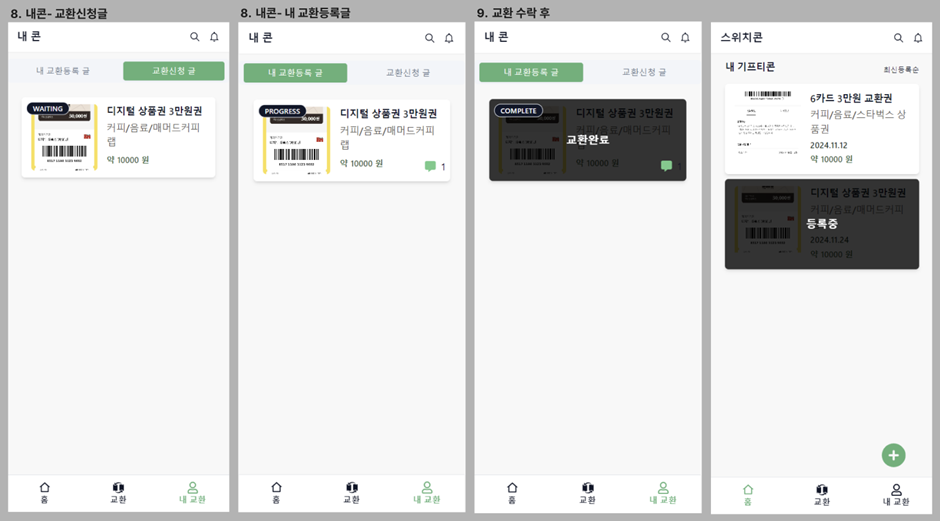 8. 내콘- 교환신청글
내 콘
내 교환등록 글
교환신청 글
WAITING
30,000원
디지털 상품권 3만원권
커피/음료/매머드커피
랩
약 10000 원
홈
교환
내 교환
8. 내콘- 내 교환등록글
내 콘
내 교환등록 글
교환신청 글
PROGRESS
30,000원
디지털 상품권 3만원권
커피/음료/매머드커피
랩
약 10000 원
1
홈
교환
내 교환
9. 교환 수락 후
내 콘
내 교환등록 글
교환신청 글
COMPLETE
디지털 상품권 3만원권
커피/음료/매머드커피
교환완료
약 10000 원
1
홈
교환
내 교환
스위치콘
내 기프티콘
최신등록순
6카드 3만원 교환권
커피/음료/스타벅스 상
품권
2024.11.12
약 10000 원
디지털 상품권 3만원권
커피/음료/매머드커피
등록중
2024.11.24
약 10000 원
홈
교환
내 교환